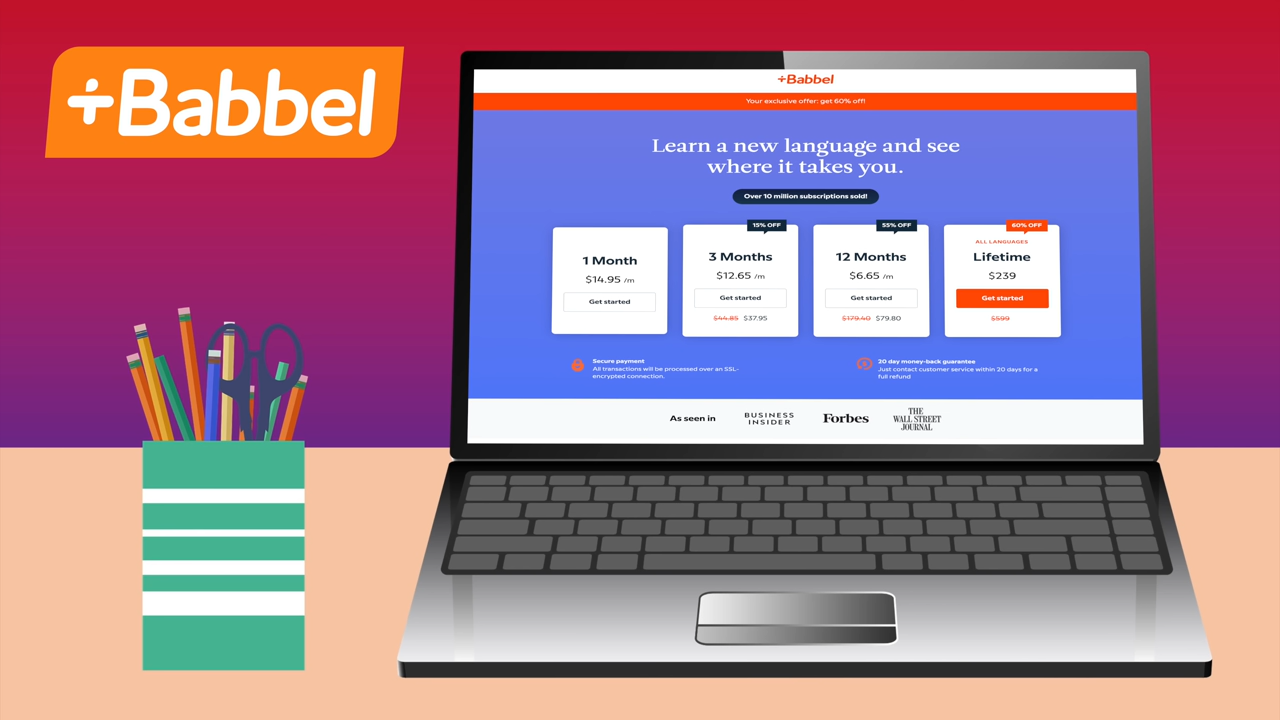 +Babbel
+Babbel
Your exclusive offer: get 60% off!
Learn a new language and see
where it takes you.
Over 10 million subscriptions sold!
1 Month
$14.95 /m
Get started
15% OFF
3 Months
$12.65 /m
Get started
$44.85 $37.95
55% OFF
12 Months
$6.65 /m
Get started
$179.40 $79.80
60% OFF
ALL LANGUAGES
Lifetime
$239
Get started
$599
Secure payment
All transactions will be processed over an SSL-
encrypted connection.
20 day money-back guarantee
Just contact customer service within 20 days for a
full refund
As seen in
BUSINESS
INSIDER
Forbes
THE
WALL STREET
JOURNAL